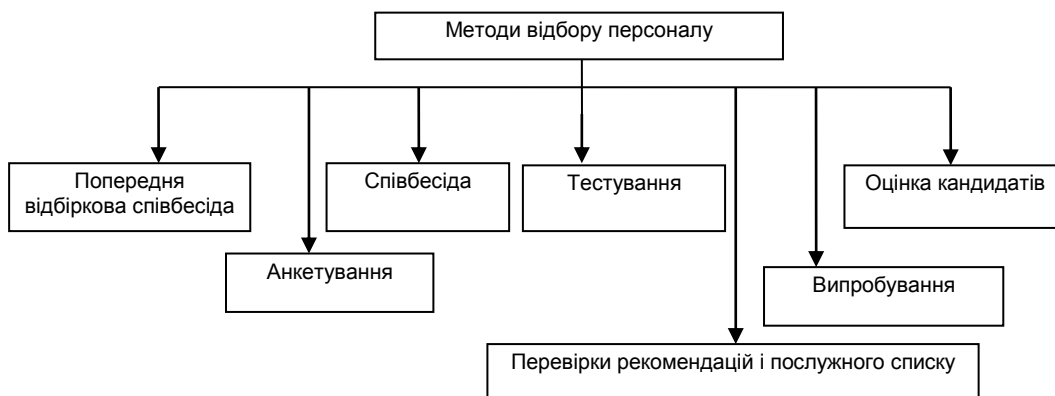 Методи відбору персоналу
Попередня
відбіркова співбесіда
Співбесіда
Тестування
Оцінка кандидатів
Анкетування
Випробування
Перевірки рекомендацій і послужного списку